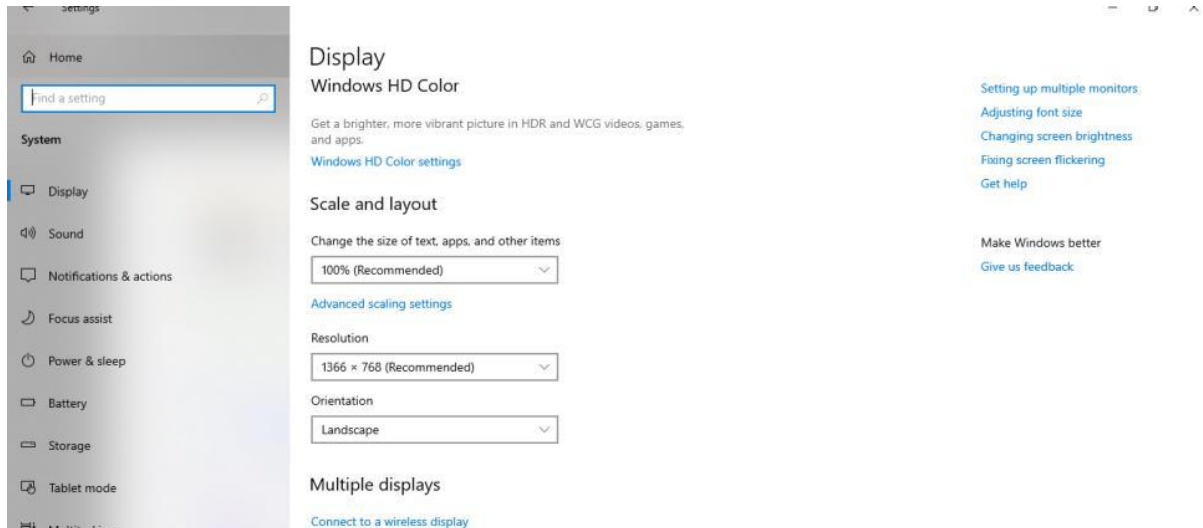 Settings
Home
Find a setting
System
Display
Sound
Notifications & actions
Focus assist
Power & sleep
Battery
Storage
Tablet mode
Display
Windows HD Color
Get a brighter, more vibrant picture in HDR and WCG videos, games,
and apps.
Windows HD Color settings
Scale and layout
Change the size of text, apps, and other items
100% (Recommended)
Advanced scaling settings
Resolution
1366 × 768 (Recommended)
Orientation
Landscape
Multiple displays
Connect to a wireless display
Setting up multiple monitors
Adjusting font size
Changing screen brightness
Fixing screen flickering
Get help
Make Windows better
Give us feedback